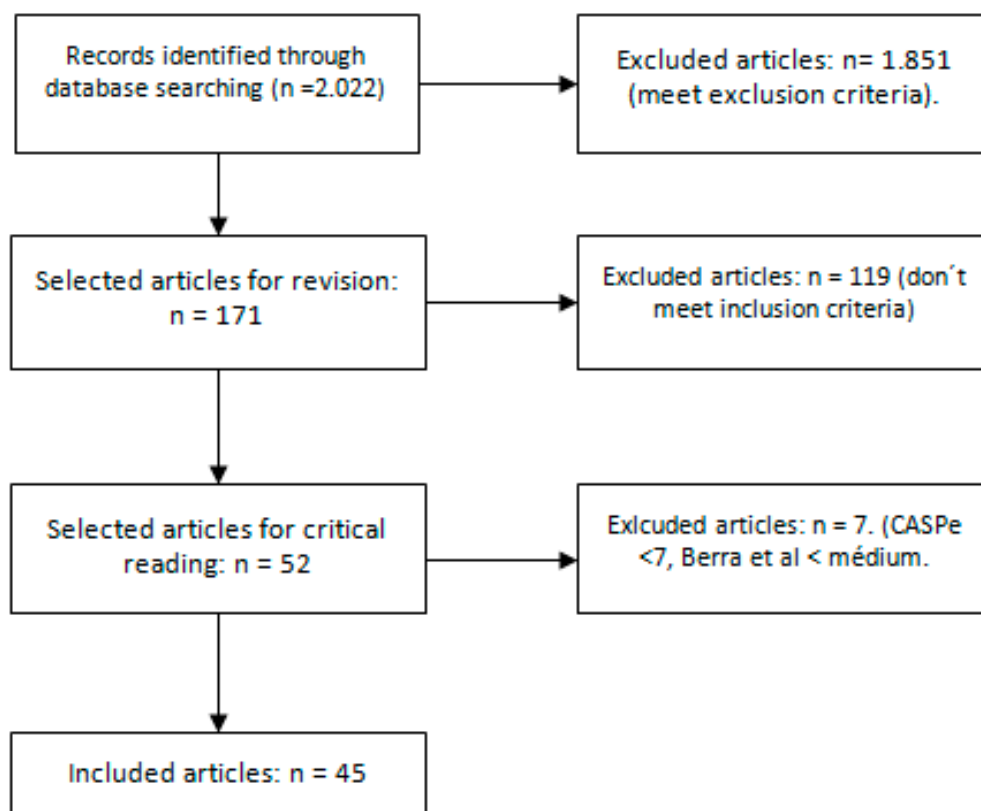 Records identified through
database searching (n =2.022)
Excluded articles: n= 1.851
(meet exclusion criteria).
Selected articles for revision:
n = 171
Excluded articles: n = 119 (don´t
meet inclusion criteria)
Selected articles for critical
reading: n = 52
Exlcuded articles: n = 7. (CASPe
<7, Berra et al < médium.
Included articles: n = 45